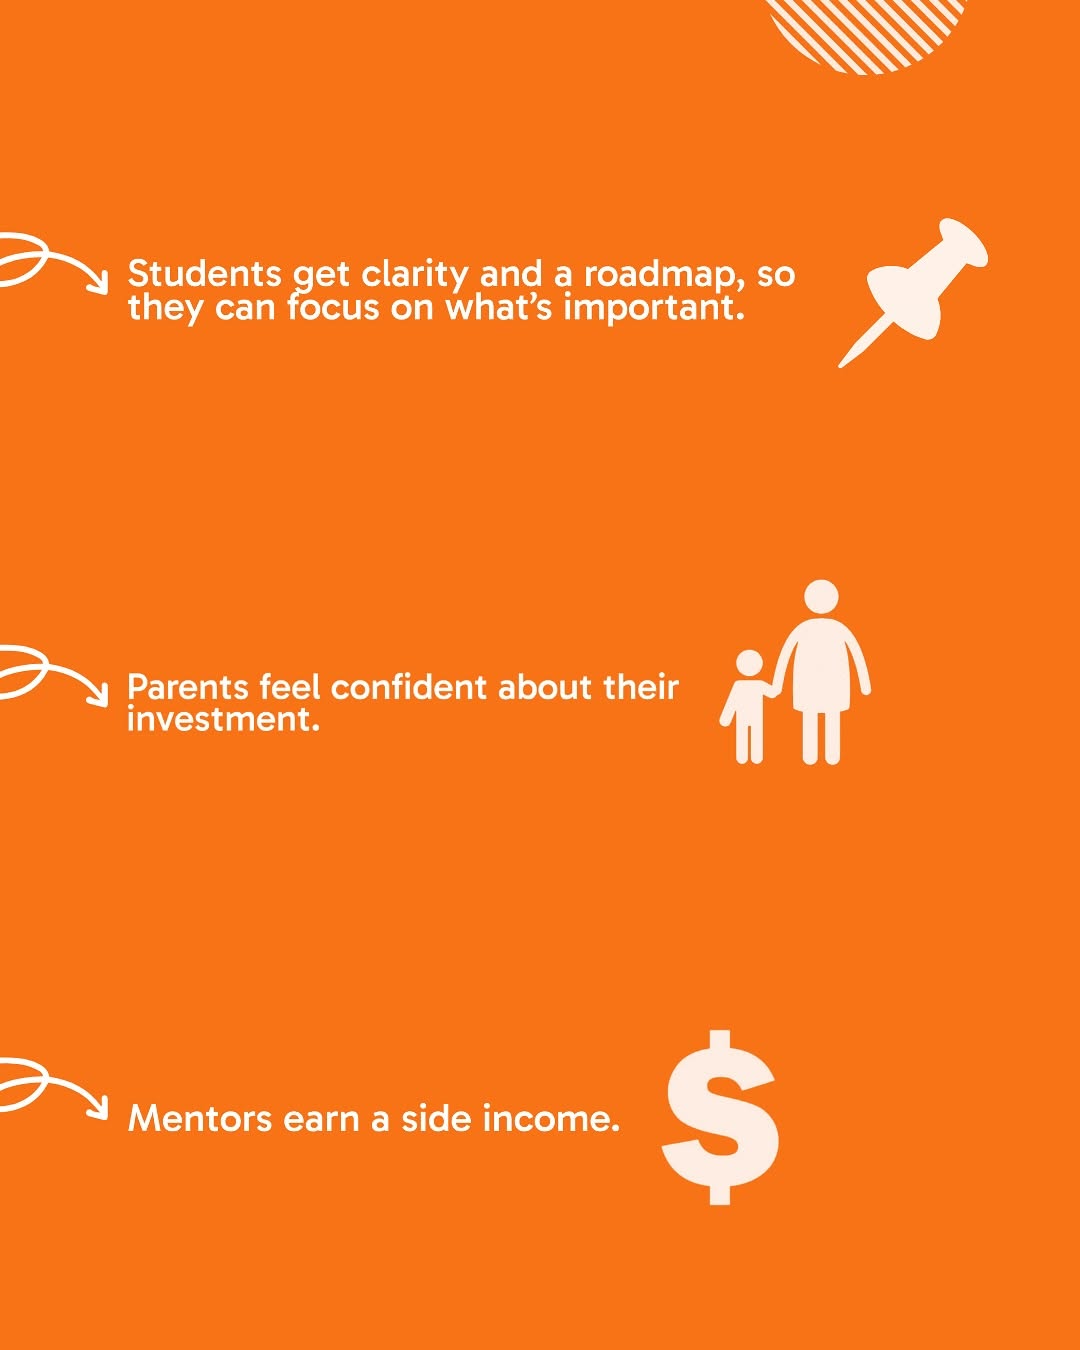 Students get clarity and a roadmap, so
they can focus on what’s important.
Parents feel confident about their
investment.
Mentors earn a side income.
$